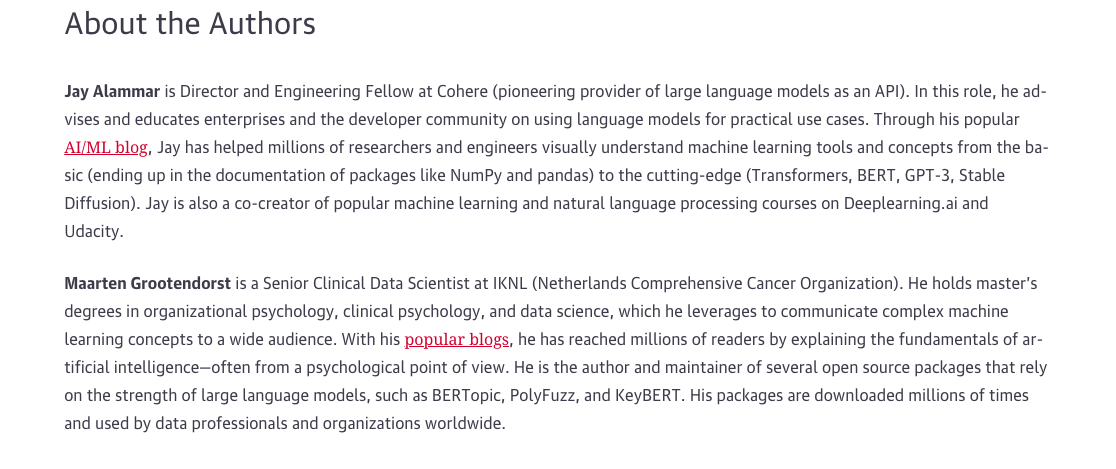 About the Authors
Jay Alammar is Director and Engineering Fellow at Cohere (pioneering provider of large language models as an API). In this role, he ad-
vises and educates enterprises and the developer community on using language models for practical use cases. Through his popular
AI/ML blog, Jay has helped millions of researchers and engineers visually understand machine learning tools and concepts from the ba-
sic (ending up in the documentation of packages like NumPy and pandas) to the cutting-edge (Transformers, BERT, GPT-3, Stable
Diffusion). Jay is also a co-creator of popular machine learning and natural language processing courses on Deeplearning.ai and
Udacity.
Maarten Grootendorst is a Senior Clinical Data Scientist at IKNL (Netherlands Comprehensive Cancer Organization). He holds master’s
degrees in organizational psychology, clinical psychology, and data science, which he leverages to communicate complex machine
learning concepts to a wide audience. With his popular blogs, he has reached millions of readers by explaining the fundamentals of ar-
tificial intelligence—often from a psychological point of view. He is the author and maintainer of several open source packages that rely
on the strength of large language models, such as BERTopic, PolyFuzz, and KeyBERT. His packages are downloaded millions of times
and used by data professionals and organizations worldwide.